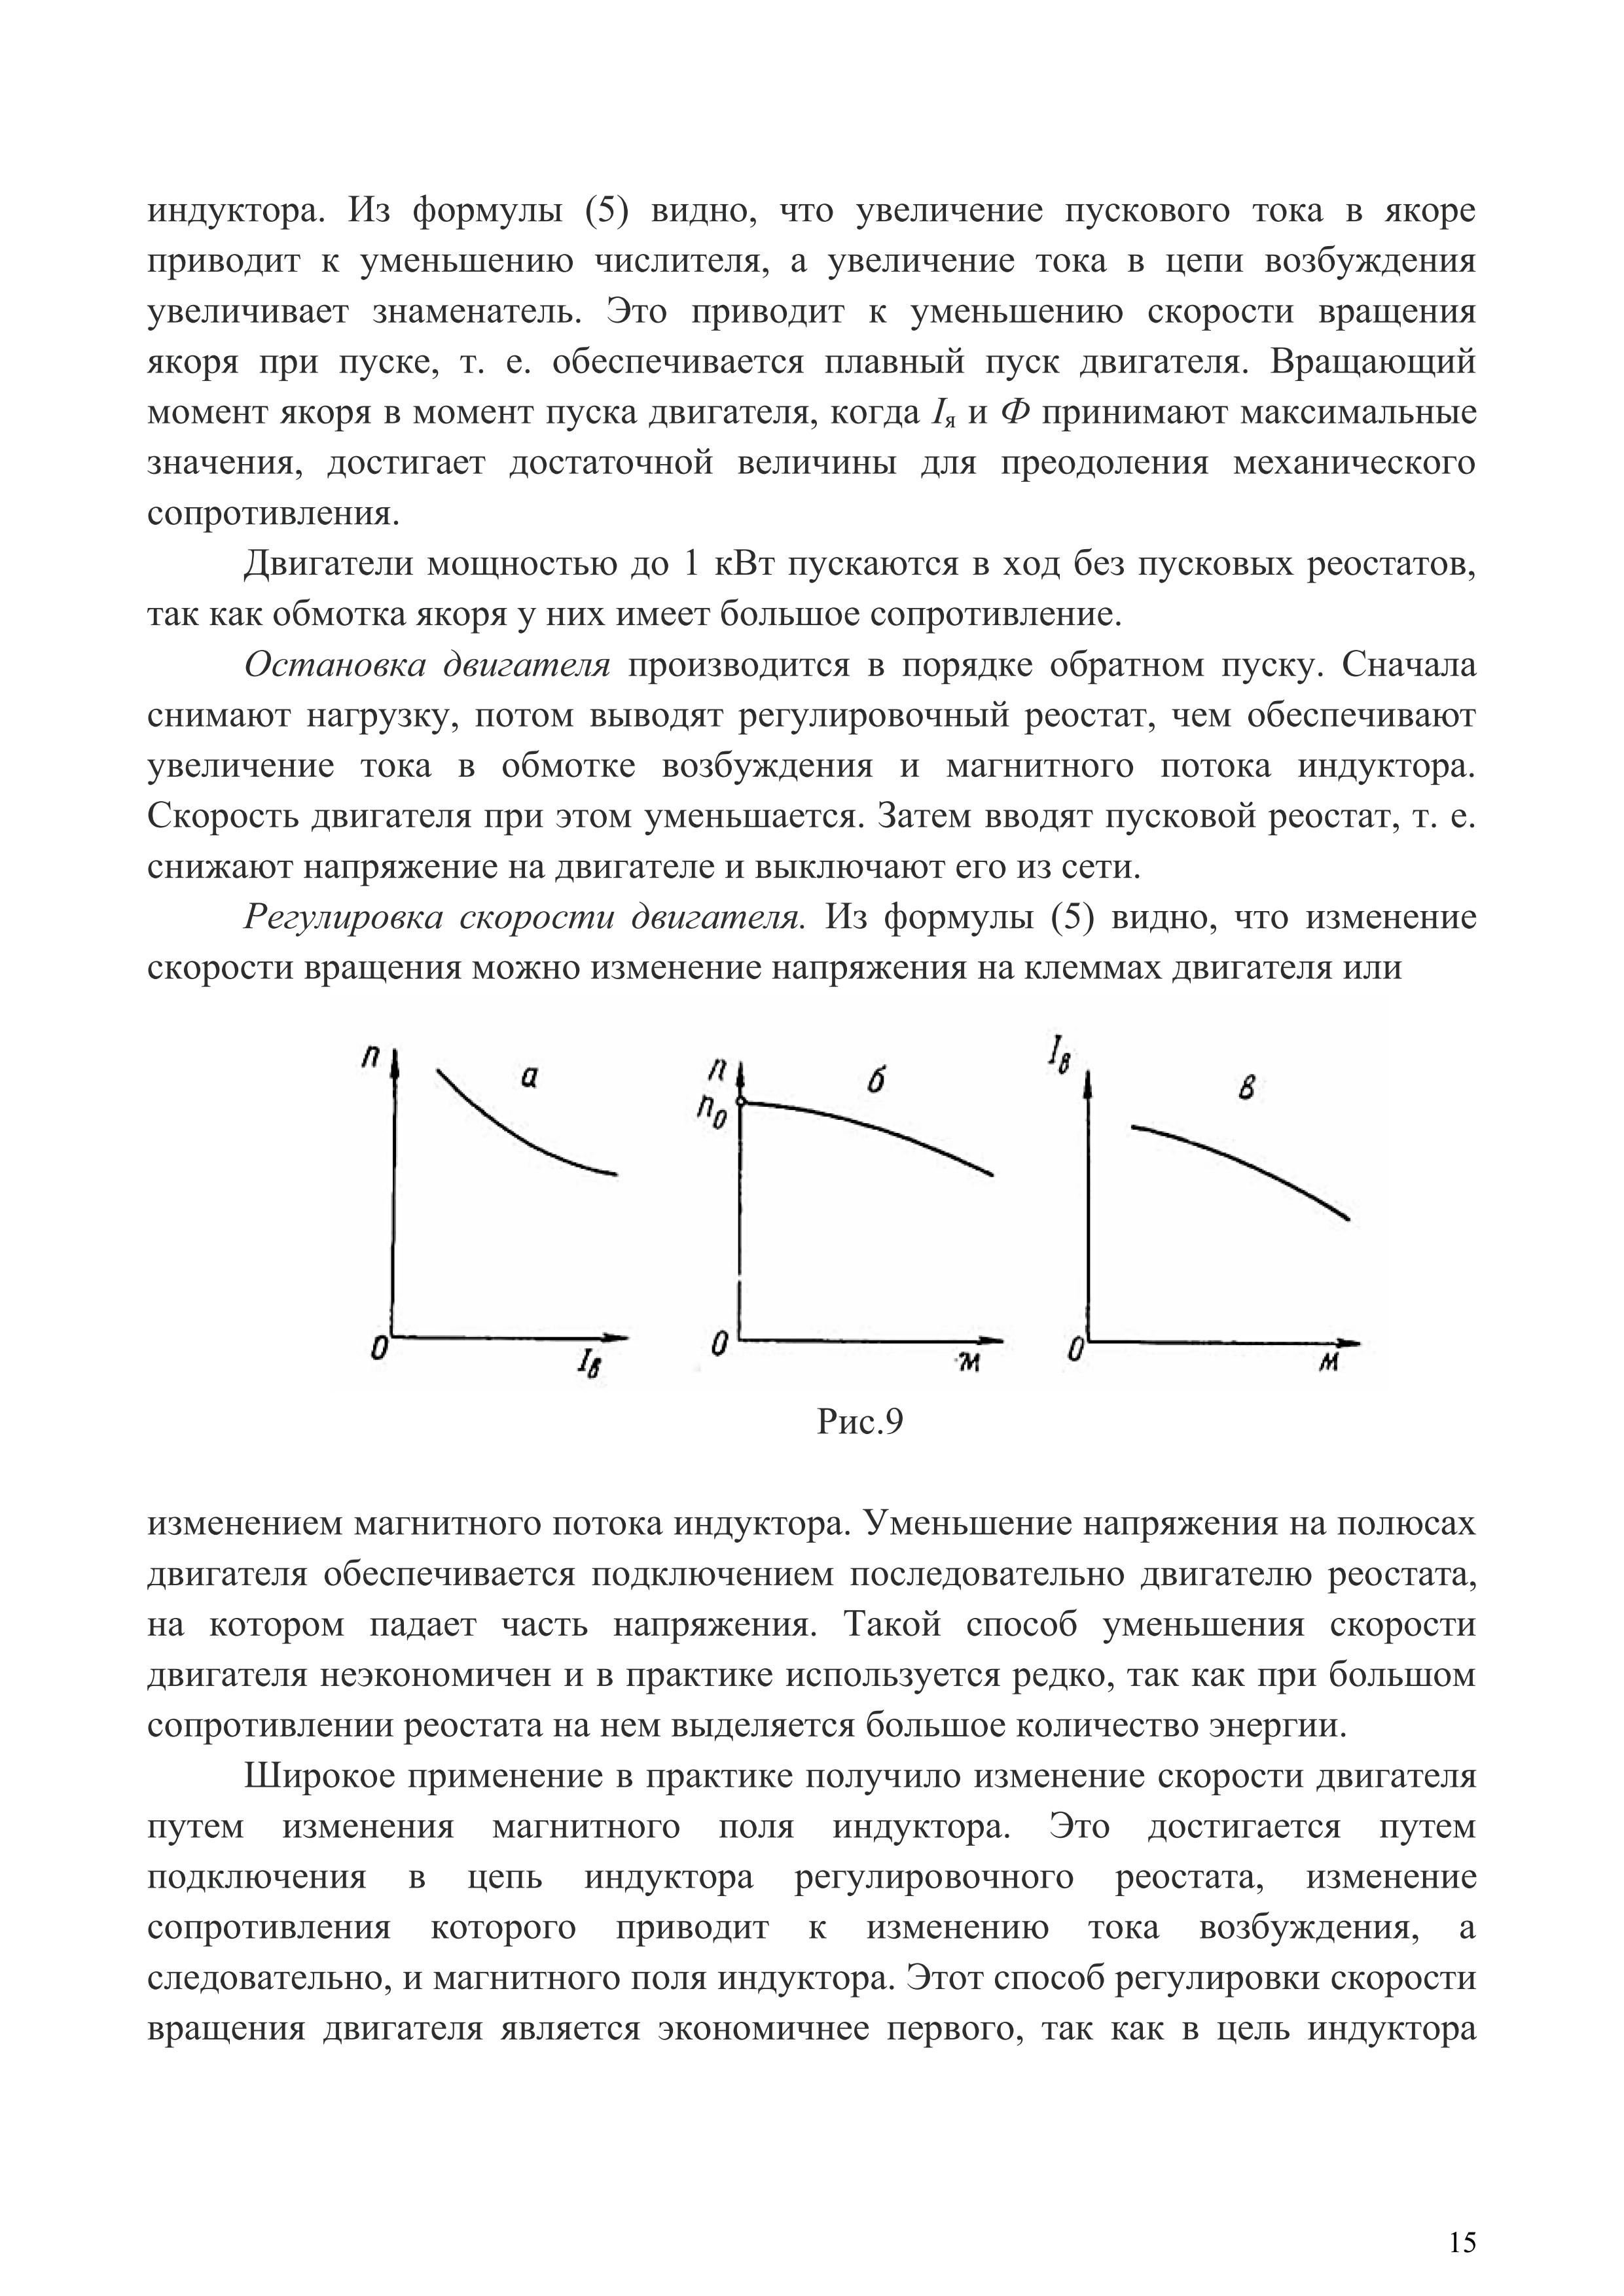 индуктора. Из формулы (5) видно, что увеличение пускового тока в якоре
приводит к уменьшению числителя, а увеличение тока в цепи возбуждения
увеличивает знаменатель. Это приводит к уменьшению скорости вращения
якоря при пуске, т. е. обеспечивается плавный пуск двигателя. Вращающий
момент якоря в момент пуска двигателя, когда Iя и Ф принимают максимальные
значения, достигает достаточной величины для преодоления механического
сопротивления.
Двигатели мощностью до 1 кВт пускаются в ход без пусковых реостатов,
так как обмотка якоря у них имеет большое сопротивление.
Остановка двигателя производится в порядке обратном пуску. Сначала
снимают нагрузку, потом выводят регулировочный реостат, чем обеспечивают
увеличение тока в обмотке возбуждения и магнитного потока индуктора.
Скорость двигателя при этом уменьшается. Затем вводят пусковой реостат, т. е.
снижают напряжение на двигателе и выключают его из сети.
Регулировка скорости двигателя. Из формулы (5) видно, что изменение
скорости вращения можно изменение напряжения на клеммах двигателя или
n а n n0 б Iв в
0 Iв 0 м 0 м
Рис.9
изменением магнитного потока индуктора. Уменьшение напряжения на полюсах
двигателя обеспечивается подключением последовательно двигателю реостата,
на котором падает часть напряжения. Такой способ уменьшения скорости
двигателя неэкономичен и в практике используется редко, так как при большом
сопротивлении реостата на нем выделяется большое количество энергии.
Широкое применение в практике получило изменение скорости двигателя
путем изменения магнитного поля индуктора. Это достигается путем
подключения в цепь индуктора регулировочного реостата, изменение
сопротивления которого приводит к изменению тока возбуждения, а
следовательно, и магнитного поля индуктора. Этот способ регулировки скорости
вращения двигателя является экономичнее первого, так как в цель индуктора
15